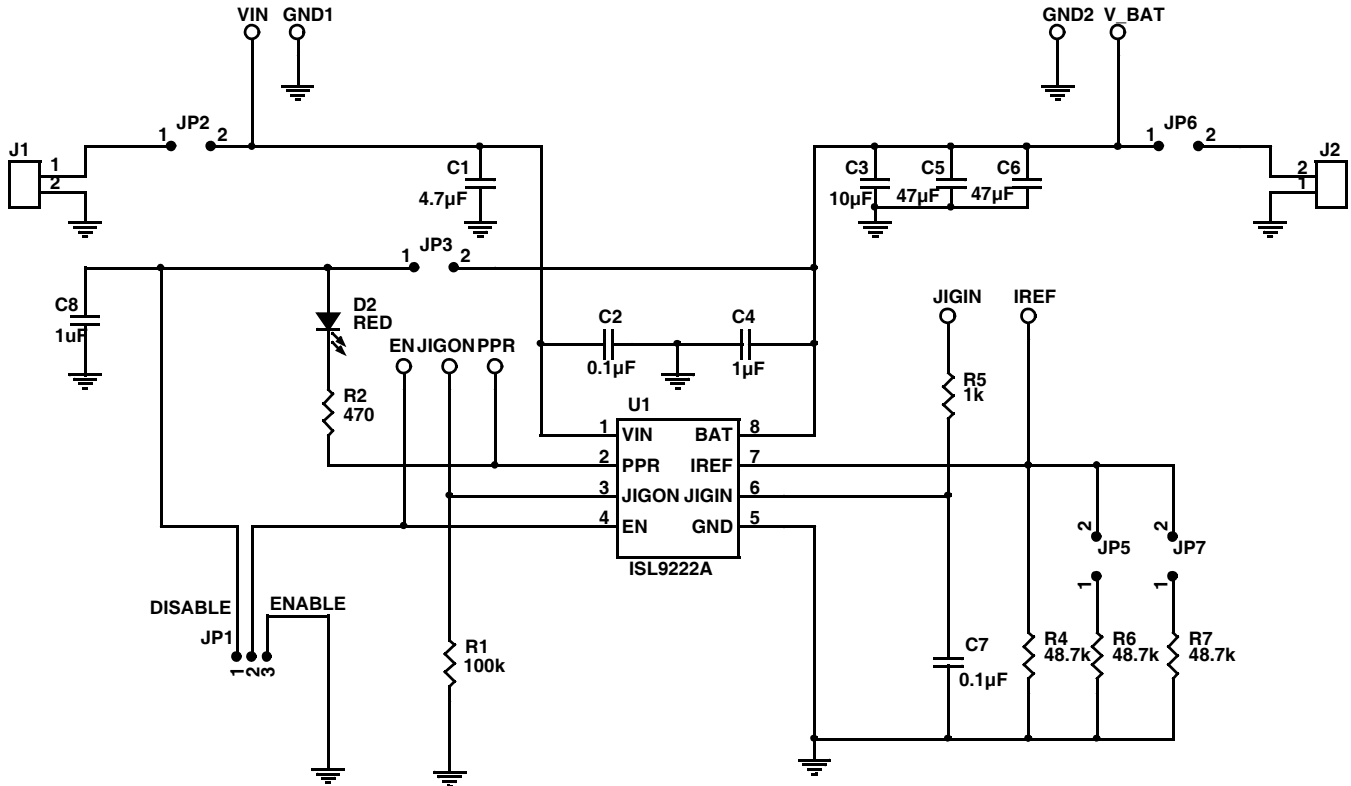 VIN GND1
GND2 V_BAT
J1
1
2
1 JP2 2
C1
4.7µF
C3
10µF
C5
47µF
C6
47µF
1 JP6 2
J2
2
1
1 JP3 2
C8
1uF
D2
RED
R2
470
EN JIGON PPR
C2
0.1µF
C4
1µF
JIGIN IREF
R5
1k
U1
1 VIN BAT 8
2 PPR IREF 7
3 JIGON JIGIN 6
4 EN GND 5
ISL9222A
2
JP5
1
2
JP7
1
DISABLE
ENABLE
JP1
1 2 3
R1
100k
C7
0.1µF
R4
48.7k
R6
48.7k
R7
48.7k